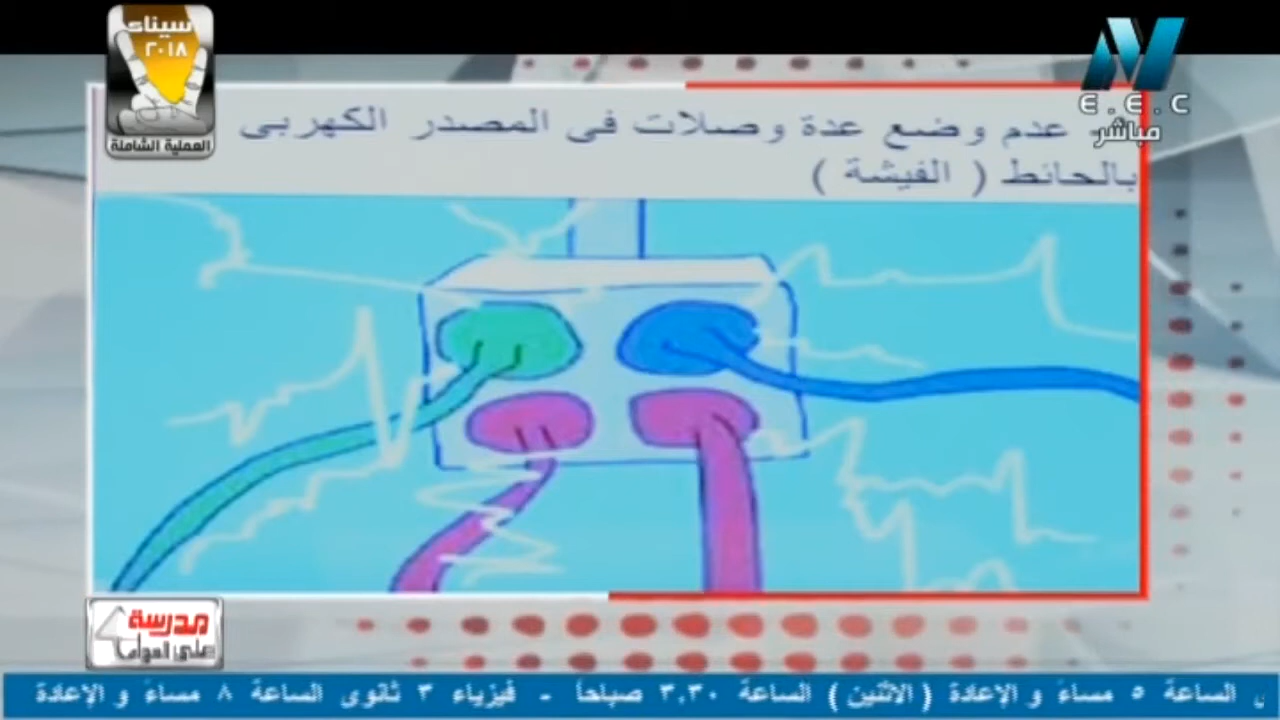 سيناء
٢٠١٨
العملية الشاملة
E.E.C
مباشر
- عدم وضع عدة وصلات فى المصدر الكهربى
بالحائط ( الفيشة )
مدرسة
على الهواء
الساعة ٥ مساءً و الإعادة ( الاثنين ) الساعة ٣,٣٠ صباحاً - فيزياء ٣ ثانوى الساعة ٨ مساءً و الإعادة